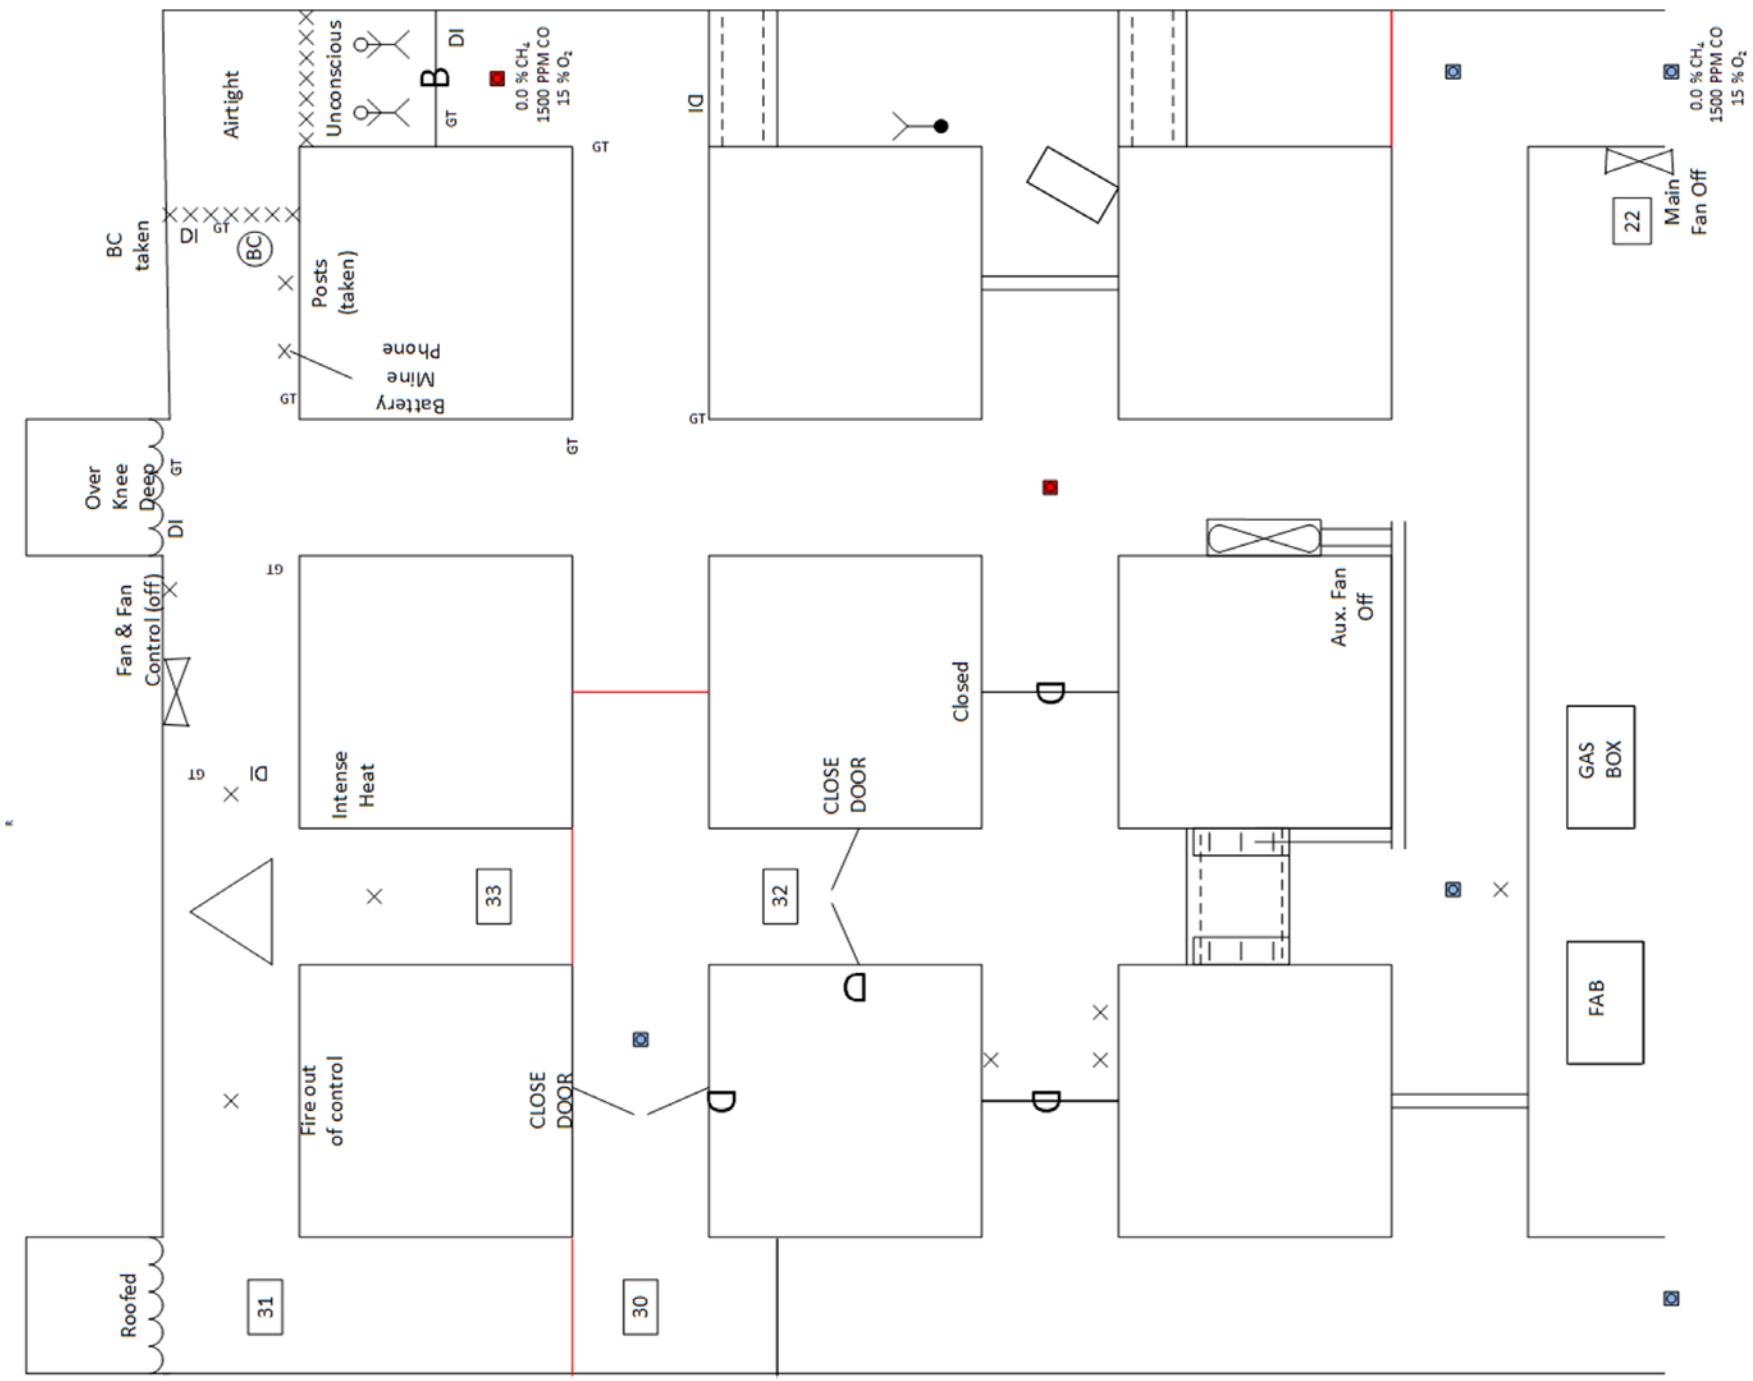 Airtight
Unconscious
DI
B
GT
0.0 % CH₄
1500 PPM CO
15 % O₂
GT
DI
0.0 % CH₄
1500 PPM CO
15 % O₂
22
Main
Fan Off
BC
taken
DI
GT
BC
Posts
(taken)
Battery
Mine
Phone
GT
GT
GT
Over
Knee
Deep
GT
DI
GT
Fan & Fan
Control (off)
GT
DI
Intense
Heat
Closed
CLOSE
DOOR
D
Aux. Fan
Off
GAS
BOX
R
33
32
D
Fire out
of control
CLOSE
DOOR
D
D
FAB
Roofed
31
30